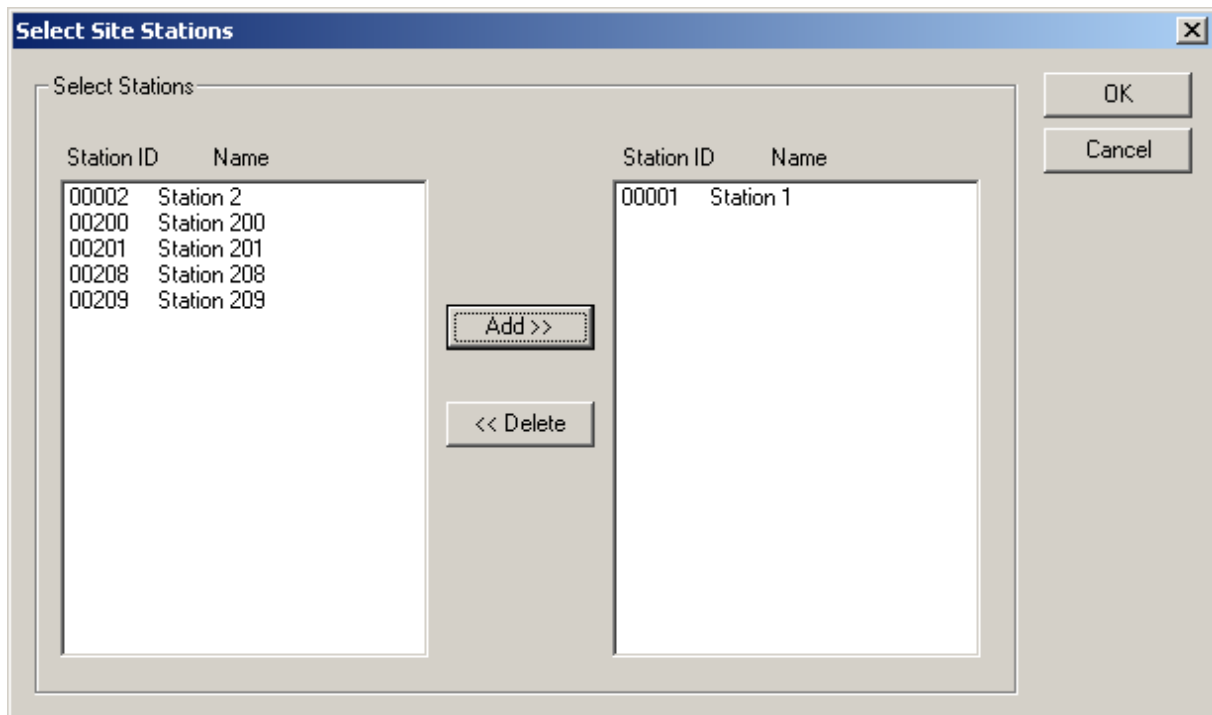 Select Site Stations
Select Stations
OK
Cancel
Station ID Name
00002 Station 2
00200 Station 200
00201 Station 201
00208 Station 208
00209 Station 209
Add >>
<< Delete
Station ID Name
00001 Station 1